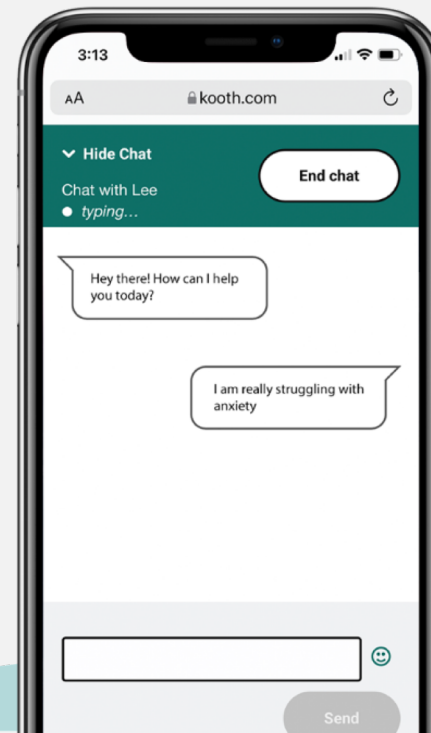 3:13
AA kooth.com
Hide Chat
End chat
Chat with Lee
typing...
Hey there! How can I help
you today?
I am really struggling with
anxiety
Send